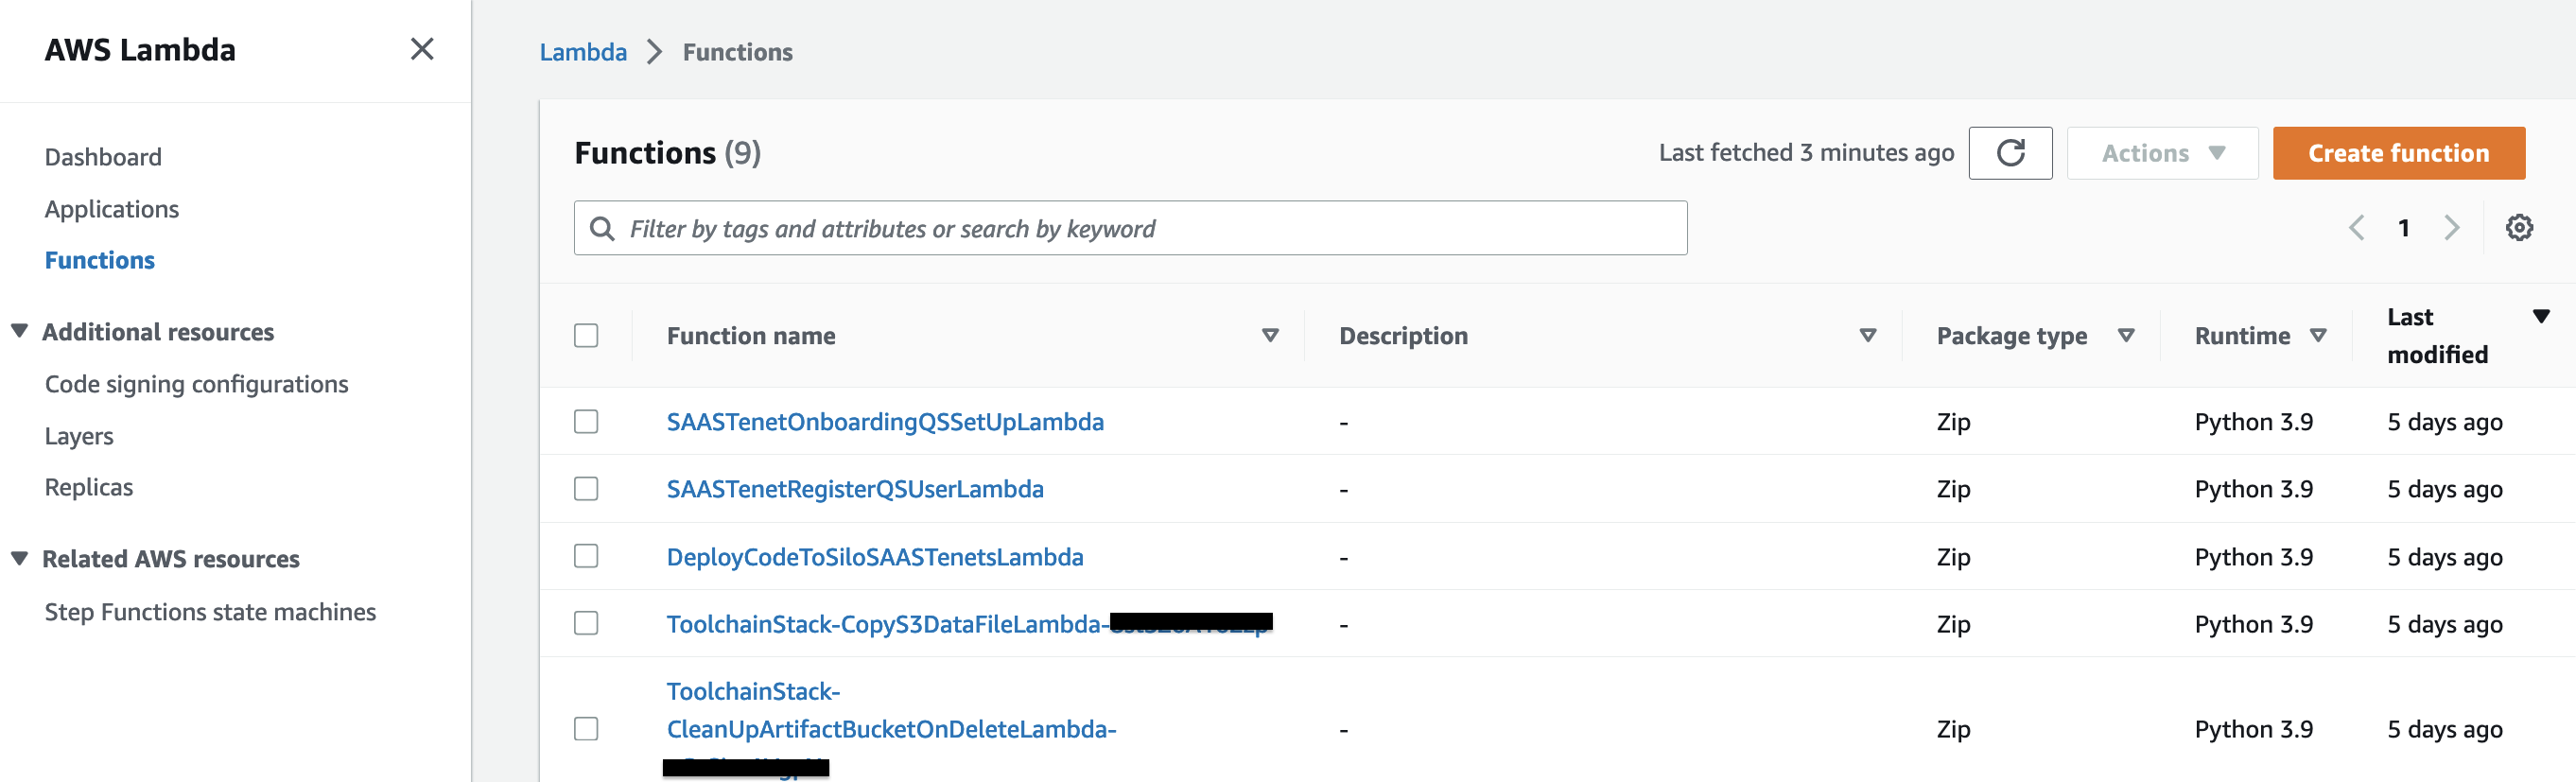 AWS Lambda
Dashboard
Applications
Functions
Additional resources
Code signing configurations
Layers
Replicas
Related AWS resources
Step Functions state machines
Lambda Functions
Functions (9) Last fetched 3 minutes ago Actions Create function
Filter by tags and attributes or search by keyword 1
Function name Description Package type Runtime Last modified
SAASTenetOnboardingQSSetUpLambda - Zip Python 3.9 5 days ago
SAASTenetRegisterQSUserLambda - Zip Python 3.9 5 days ago
DeployCodeToSiloSAASTenetsLambda - Zip Python 3.9 5 days ago
ToolchainStack-CopyS3DataFileLambda- - Zip Python 3.9 5 days ago
ToolchainStack-
CleanUpArtifactBucketOnDeleteLambda- - Zip Python 3.9 5 days ago